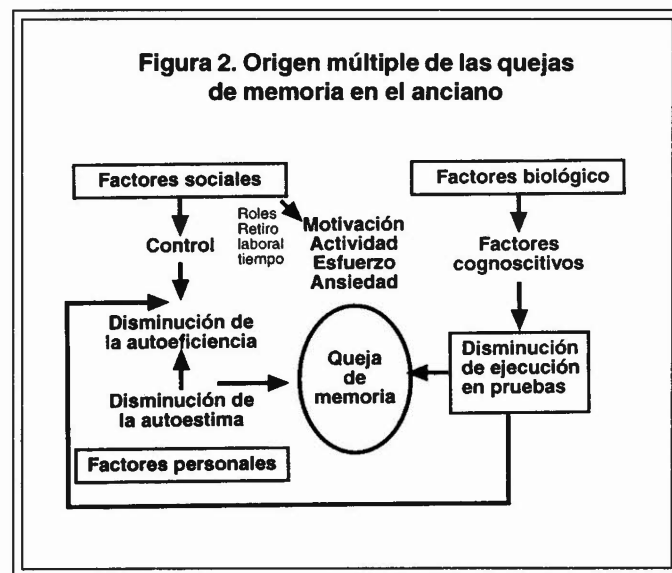 Figura 2. Origen múltiple de las quejas
de memoria en el anciano
Factores sociales
Control
Roles
Retiro
laboral
tiempo
Motivación
Actividad
Esfuerzo
Ansiedad
Factores biológico
Factores
cognoscitivos
Disminución de
la autoeficiencia
Disminución de
la autoestima
Factores personales
Queja
de
memoria
Disminución
de ejecución
en pruebas